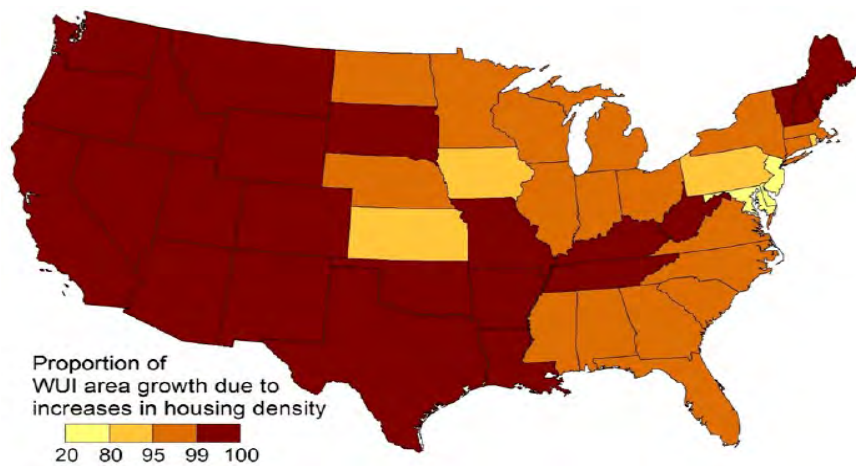 Proportion of
WUI area growth due to
increases in housing density
20 80 95 99 100